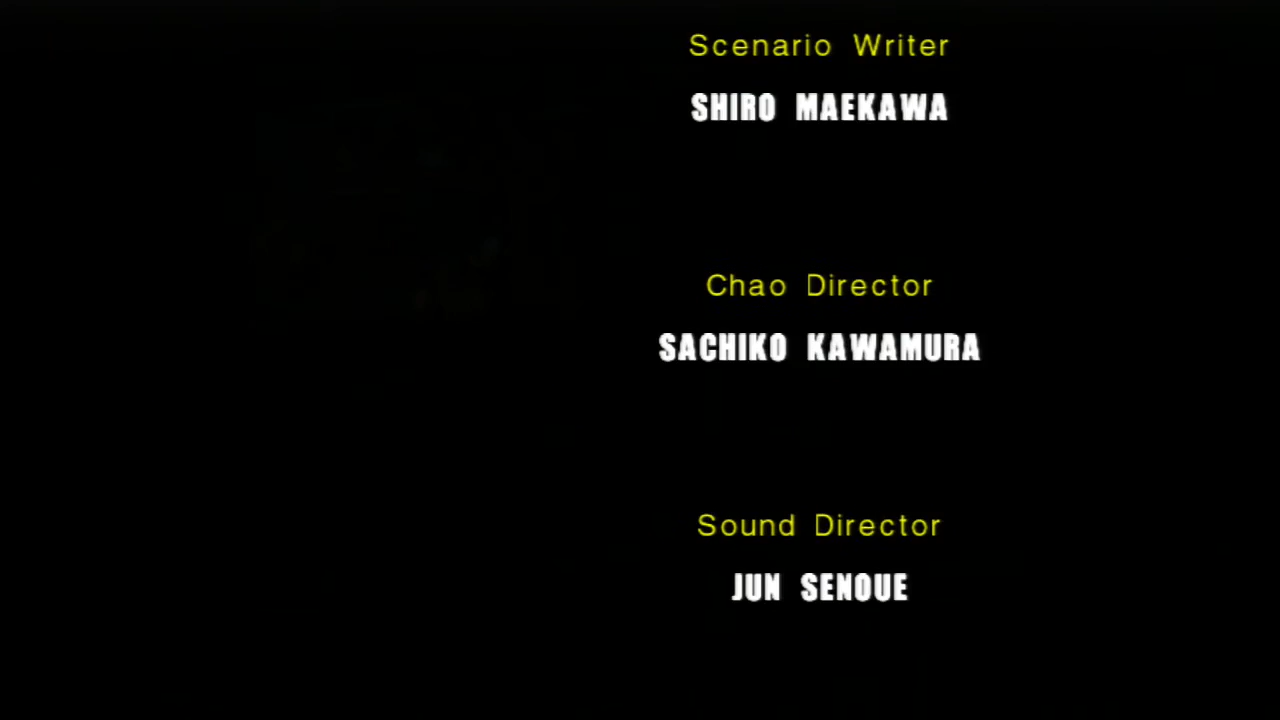 Scenario Writer
SHIRO MAEKAWA
Chao Director
SACHIKO KAWAMURA
Sound Director
JUN SENOUE